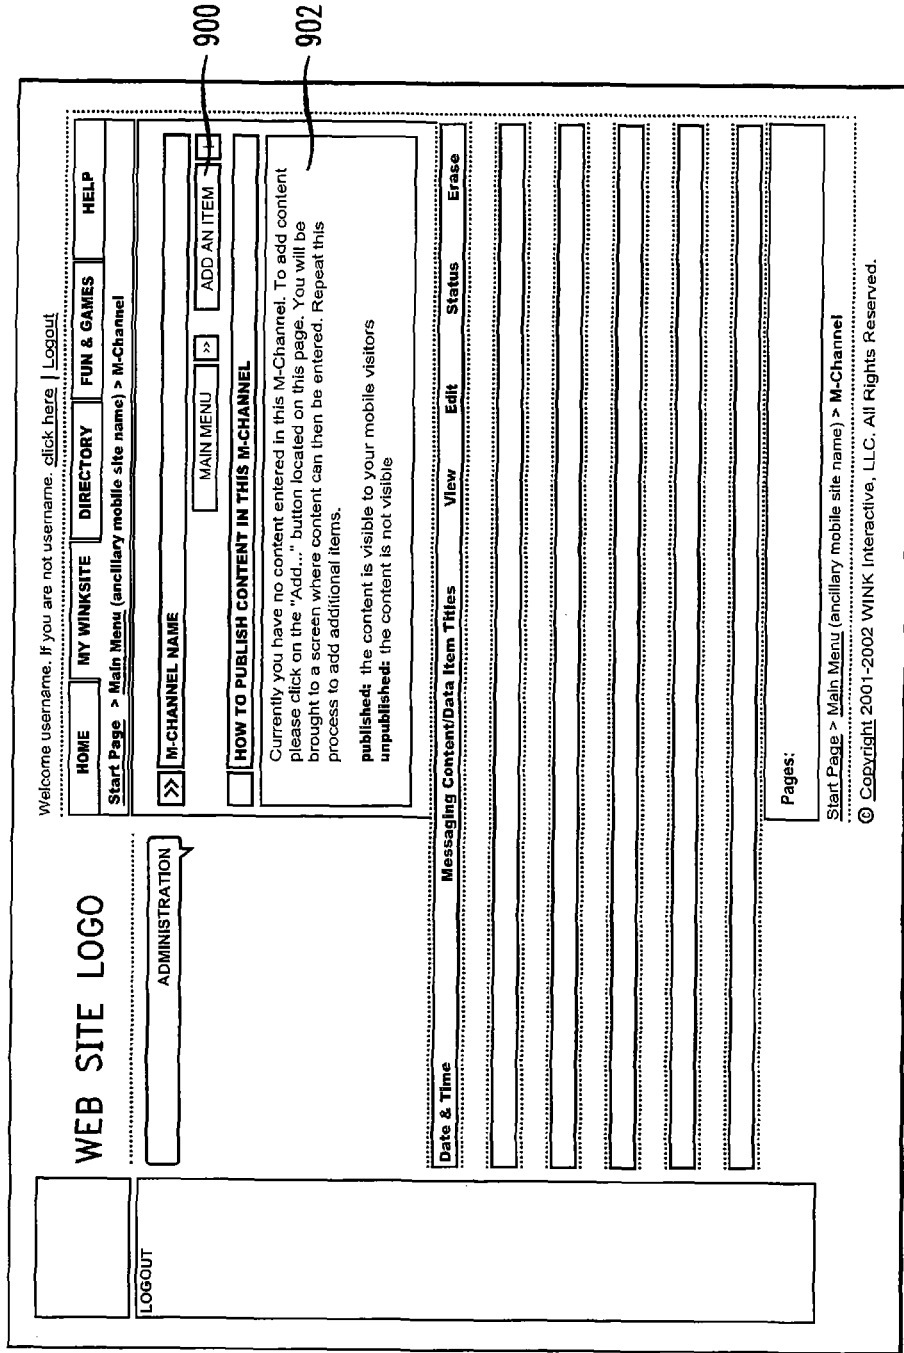 WEB SITE LOGO
Welcome username. If you are not username. click here | Logout
HOME MY WINKSITE DIRECTORY FUN & GAMES HELP
Start Page > Main Menu (ancillary mobile site name) > M-Channel
LOGOUT
ADMINISTRATION
>> M-CHANNEL NAME
MAIN MENU >> ADD AN ITEM +
900
HOW TO PUBLISH CONTENT IN THIS M-CHANNEL
Currently you have no content entered in this M-Channel. To add content
please click on the "Add..." button located on this page. You will be
brought to a screen where content can then be entered. Repeat this
process to add additional items.
902
published: the content is visible to your mobile visitors
unpublished: the content is not visible
Date & Time Messaging Content/Data Item Titles View Edit Status Erase
Pages:
Start Page > Main Menu (ancillary mobile site name) > M-Channel
© Copyright 2001-2002 WINK Interactive, LLC. All Rights Reserved.